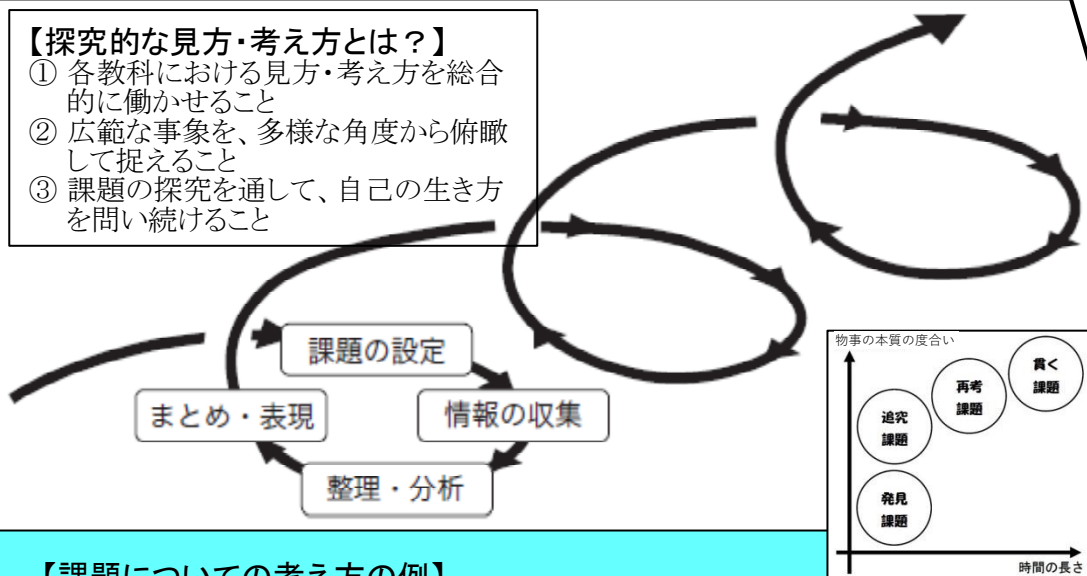 【探究的な見方・考え方とは？】
① 各教科における見方・考え方を総合
的に働かせること
② 広範な事象を、多様な角度から俯瞰
して捉えること
③ 課題の探究を通して、自己の生き方
を問い続けること
課題の設定
情報の収集
整理・分析
まとめ・表現
物事の本質の度合い
貫く
課題
再考
課題
追究
課題
発見
課題
時間の長さ
【課題についての考え方の例】